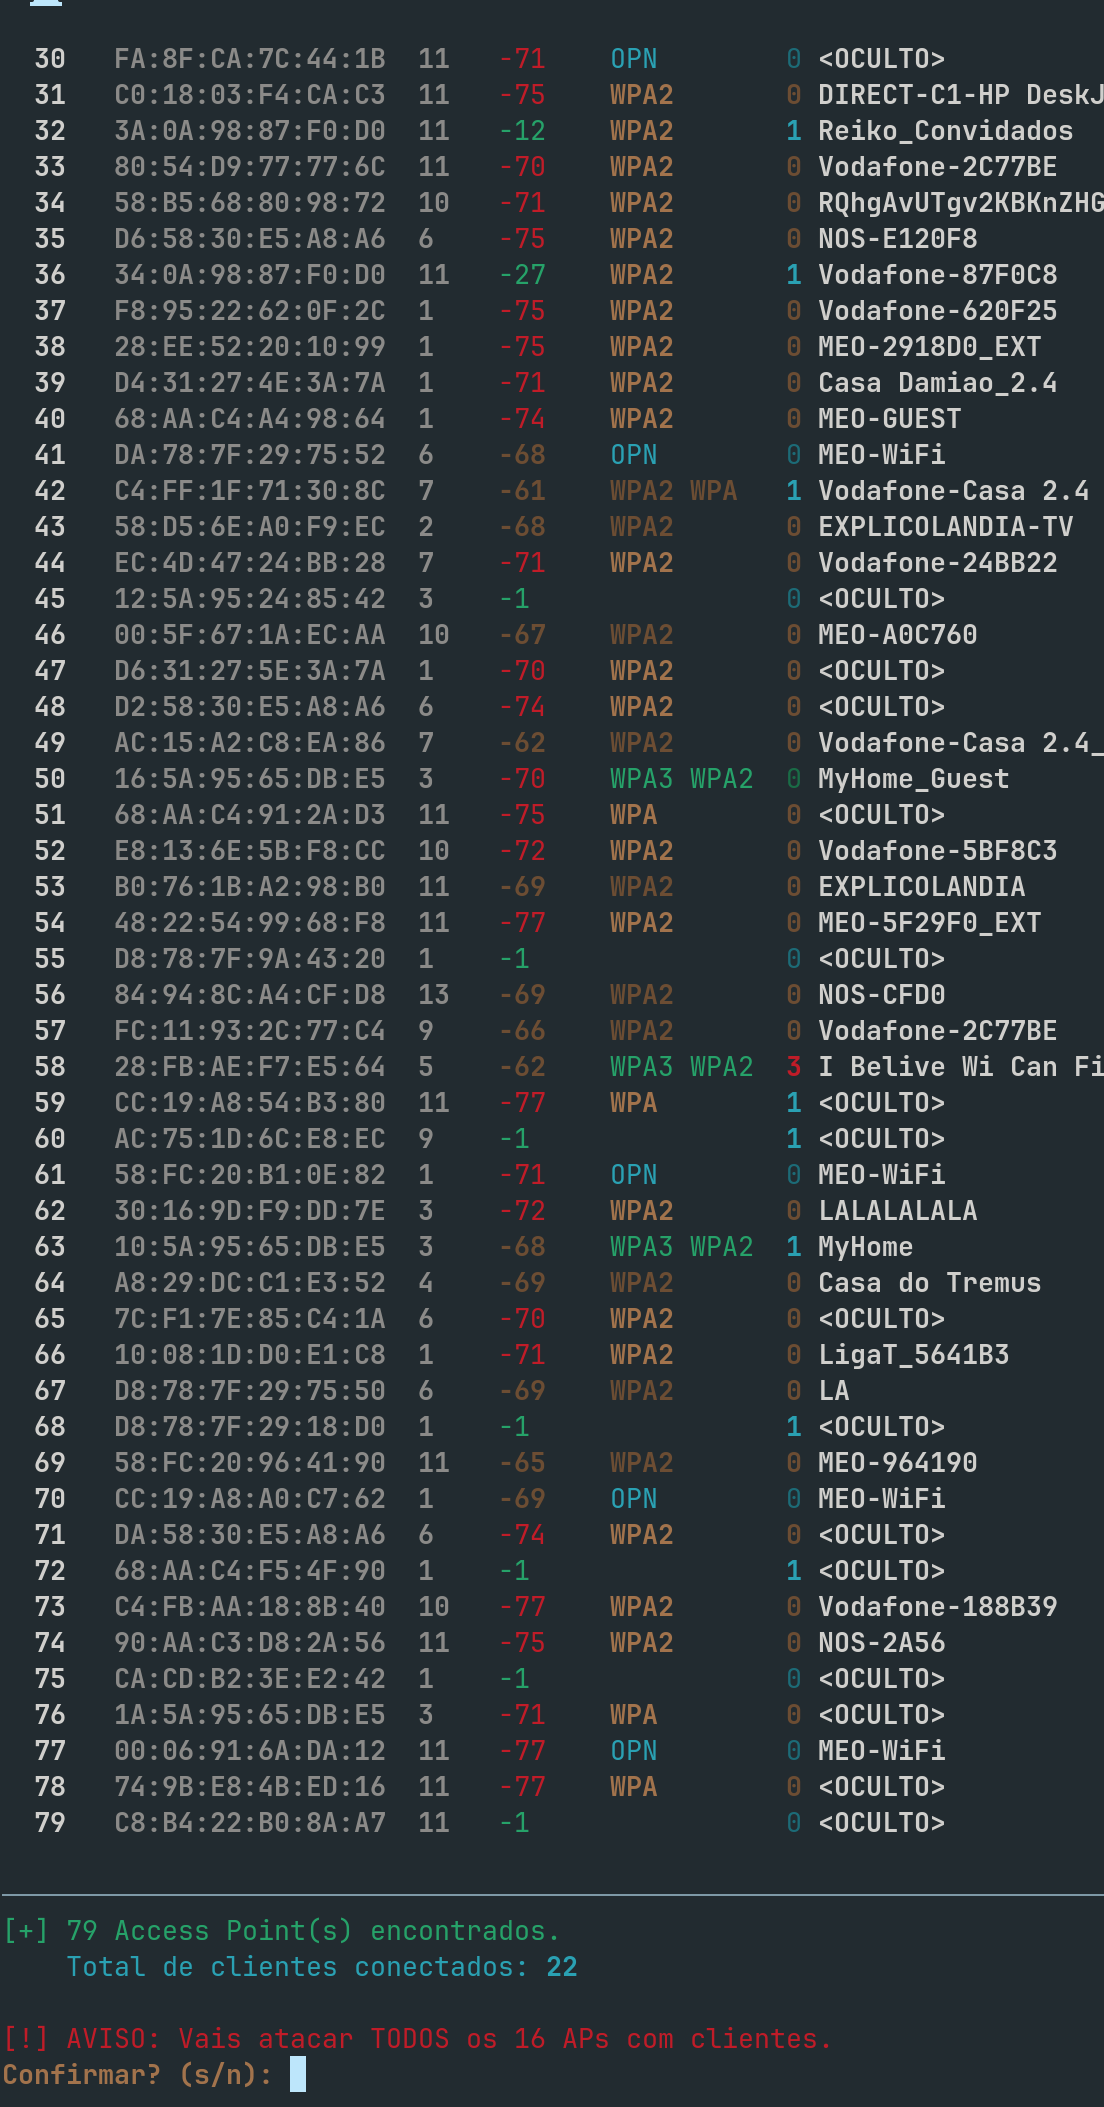 30 FA:8F:CA:7C:44:1B 11 -71 OPN 0 <OCULTO>
31 C0:18:03:F4:CA:C3 11 -75 WPA2 0 DIRECT-C1-HP DeskJ
32 3A:0A:98:87:F0:D0 11 -12 WPA2 1 Reiko_Convidados
33 80:54:D9:77:77:6C 11 -70 WPA2 0 Vodafone-2C77BE
34 58:B5:68:80:98:72 10 -71 WPA2 0 RQhgAvUTgv2KBKnZHG
35 D6:58:30:E5:A8:A6 6 -75 WPA2 0 NOS-E120F8
36 34:0A:98:87:F0:D0 11 -27 WPA2 1 Vodafone-87F0C8
37 F8:95:22:62:0F:2C 1 -75 WPA2 0 Vodafone-620F25
38 28:EE:52:20:10:99 1 -75 WPA2 0 MEO-2918D0_EXT
39 D4:31:27:4E:3A:7A 1 -71 WPA2 0 Casa Damiao_2.4
40 68:AA:C4:A4:98:64 1 -74 WPA2 0 MEO-GUEST
41 DA:78:7F:29:75:52 6 -68 OPN 0 MEO-WiFi
42 C4:FF:1F:71:30:8C 7 -61 WPA2 WPA 1 Vodafone-Casa 2.4
43 58:D5:6E:A0:F9:EC 2 -68 WPA2 0 EXPLICOLANDIA-TV
44 EC:4D:47:24:BB:28 7 -71 WPA2 0 Vodafone-24BB22
45 12:5A:95:24:85:42 3 -1 0 <OCULTO>
46 00:5F:67:1A:EC:AA 10 -67 WPA2 0 MEO-A0C760
47 D6:31:27:5E:3A:7A 1 -70 WPA2 0 <OCULTO>
48 D2:58:30:E5:A8:A6 6 -74 WPA2 0 <OCULTO>
49 AC:15:A2:C8:EA:86 7 -62 WPA2 0 Vodafone-Casa 2.4_
50 16:5A:95:65:DB:E5 3 -70 WPA3 WPA2 0 MyHome_Guest
51 68:AA:C4:91:2A:D3 11 -75 WPA 0 <OCULTO>
52 E8:13:6E:5B:F8:CC 10 -72 WPA2 0 Vodafone-5BF8C3
53 B0:76:1B:A2:98:B0 11 -69 WPA2 0 EXPLICOLANDIA
54 48:22:54:99:68:F8 11 -77 WPA2 0 MEO-5F29F0_EXT
55 D8:78:7F:9A:43:20 1 -1 0 <OCULTO>
56 84:94:8C:A4:CF:D8 13 -69 WPA2 0 NOS-CFD0
57 FC:11:93:2C:77:C4 9 -66 WPA2 0 Vodafone-2C77BE
58 28:FB:AE:F7:E5:64 5 -62 WPA3 WPA2 3 I Belive Wi Can Fi
59 CC:19:A8:54:B3:80 11 -77 WPA 1 <OCULTO>
60 AC:75:1D:6C:E8:EC 9 -1 1 <OCULTO>
61 58:FC:20:B1:0E:82 1 -71 OPN 0 MEO-WiFi
62 30:16:9D:F9:DD:7E 3 -72 WPA2 0 LALALALALA
63 10:5A:95:65:DB:E5 3 -68 WPA3 WPA2 1 MyHome
64 A8:29:DC:C1:E3:52 4 -69 WPA2 0 Casa do Tremus
65 7C:F1:7E:85:C4:1A 6 -70 WPA2 0 <OCULTO>
66 10:08:1D:D0:E1:C8 1 -71 WPA2 0 LigaT_5641B3
67 D8:78:7F:29:75:50 6 -69 WPA2 0 LA
68 D8:78:7F:29:18:D0 1 -1 1 <OCULTO>
69 58:FC:20:96:41:90 11 -65 WPA2 0 MEO-964190
70 CC:19:A8:A0:C7:62 1 -69 OPN 0 MEO-WiFi
71 DA:58:30:E5:A8:A6 6 -74 WPA2 0 <OCULTO>
72 68:AA:C4:F5:4F:90 1 -1 1 <OCULTO>
73 C4:FB:AA:18:8B:40 10 -77 WPA2 0 Vodafone-188B39
74 90:AA:C3:D8:2A:56 11 -75 WPA2 0 NOS-2A56
75 CA:CD:B2:3E:E2:42 1 -1 0 <OCULTO>
76 1A:5A:95:65:DB:E5 3 -71 WPA 0 <OCULTO>
77 00:06:91:6A:DA:12 11 -77 OPN 0 MEO-WiFi
78 74:9B:E8:4B:ED:16 11 -77 WPA 0 <OCULTO>
79 C8:B4:22:B0:8A:A7 11 -1 0 <OCULTO>
[+] 79 Access Point(s) encontrados.
Total de clientes conectados: 22
[!] AVISO: Vais atacar TODOS os 16 APs com clientes.
Confirmar? (s/n):